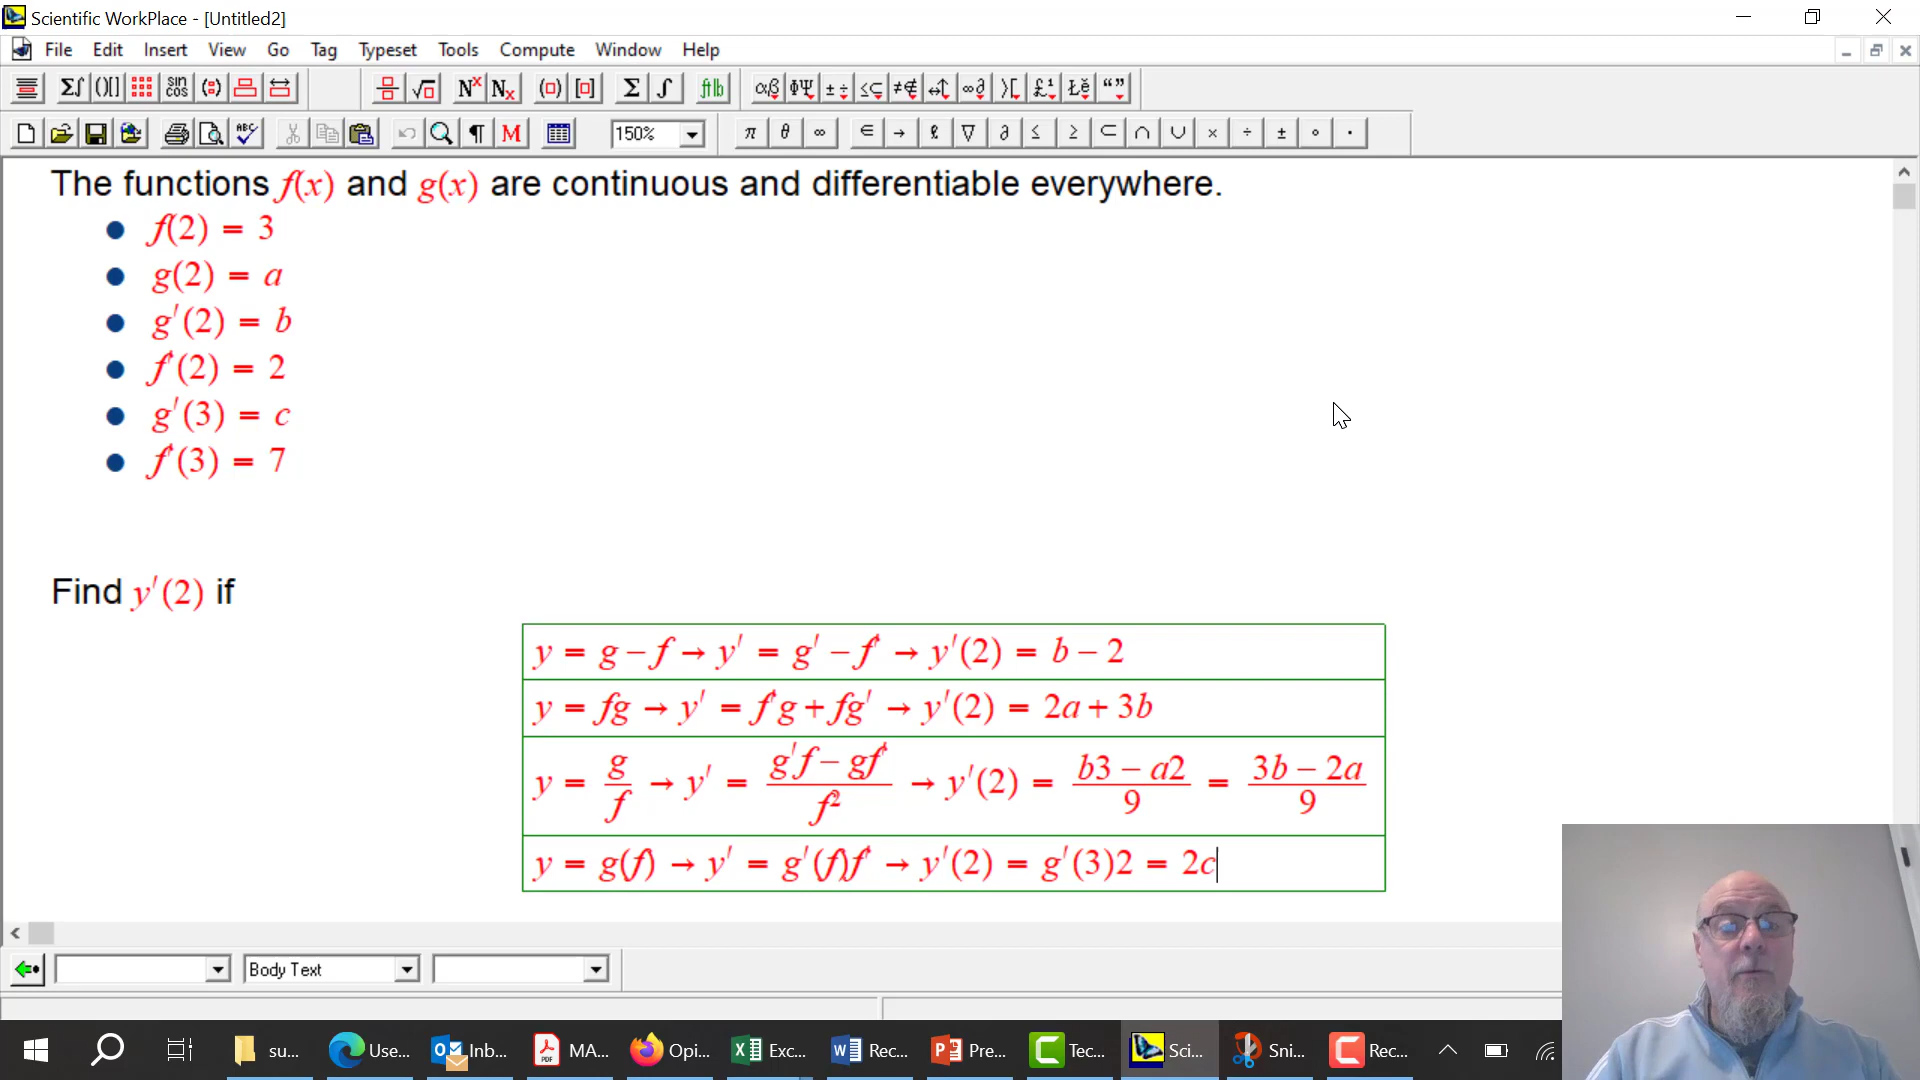 Scientific WorkPlace - [Untitled2]
File Edit Insert View Go Tag Typeset Tools Compute Window Help
150%
The functions f(x) and g(x) are continuous and differentiable everywhere.
f(2) = 3
g(2) = a
g′(2) = b
f′(2) = 2
g′(3) = c
f′(3) = 7
Find y′(2) if
y = g − f → y′ = g′ − f′ → y′(2) = b − 2
y = fg → y′ = f′g + fg′ → y′(2) = 2a + 3b
y = g/f → y′ = (g′f − gf′)/f² → y′(2) = (b3 − a2)/9 = (3b − 2a)/9
y = g(f) → y′ = g′(f)f′ → y′(2) = g′(3)2 = 2c
Body Text
su... Use... Inb... MA... Opi... Exc... Rec... Pre... Tec... Sci... Sni... Rec...